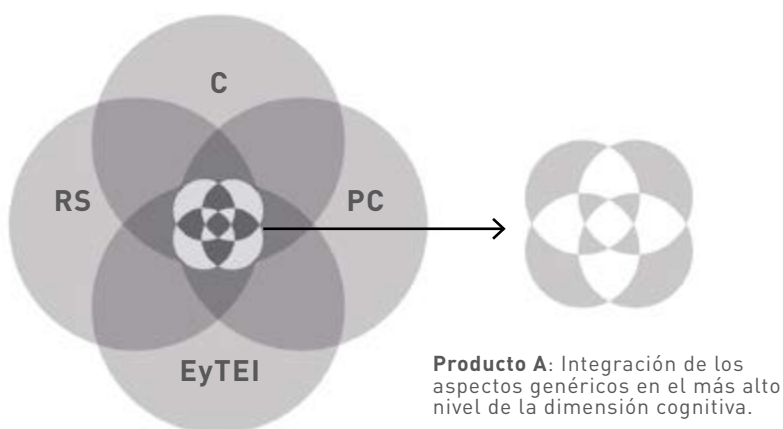 C
RS
PC
EyTEI
Producto A: Integración de los
aspectos genéricos en el más alto
nivel de la dimensión cognitiva.